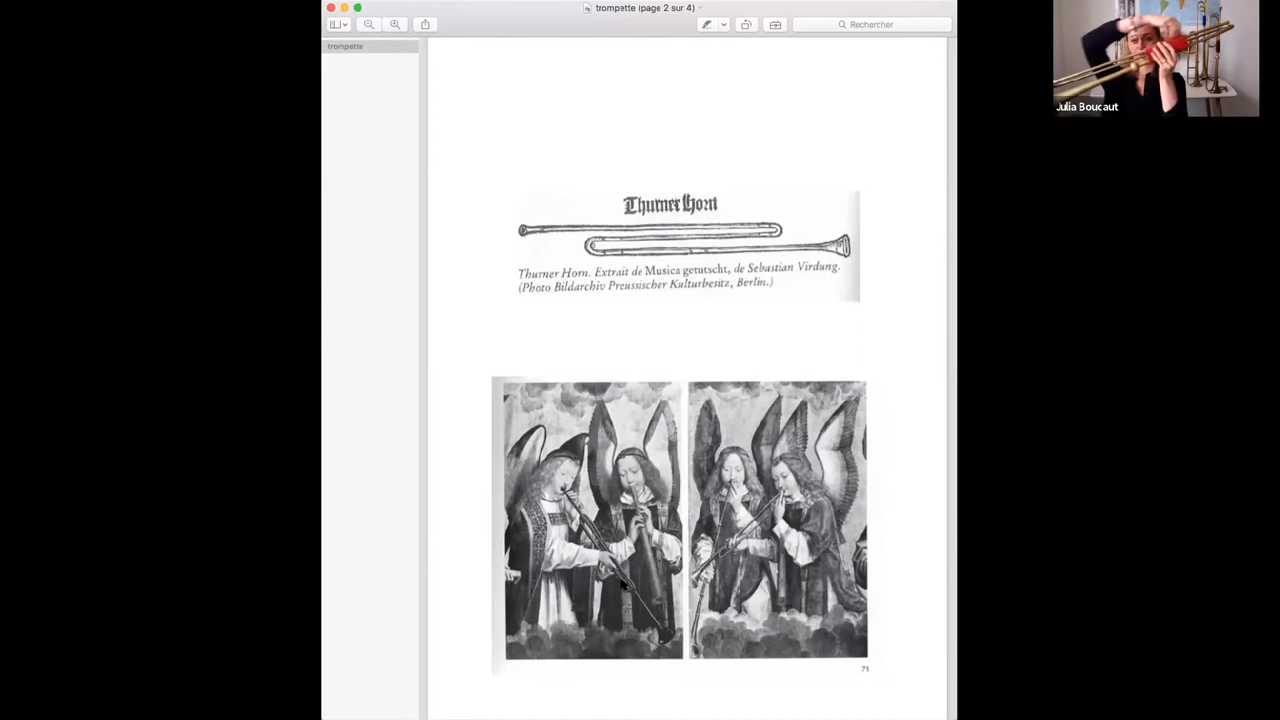 trompette (page 2 sur 4)
Rechercher
trompette
Julia Boucaut
Thurner Horn
Thurner Horn. Extrait de Musica getutscht, de Sebastian Virdung.
(Photo Bildarchiv Preussischer Kulturbesitz, Berlin.)
71